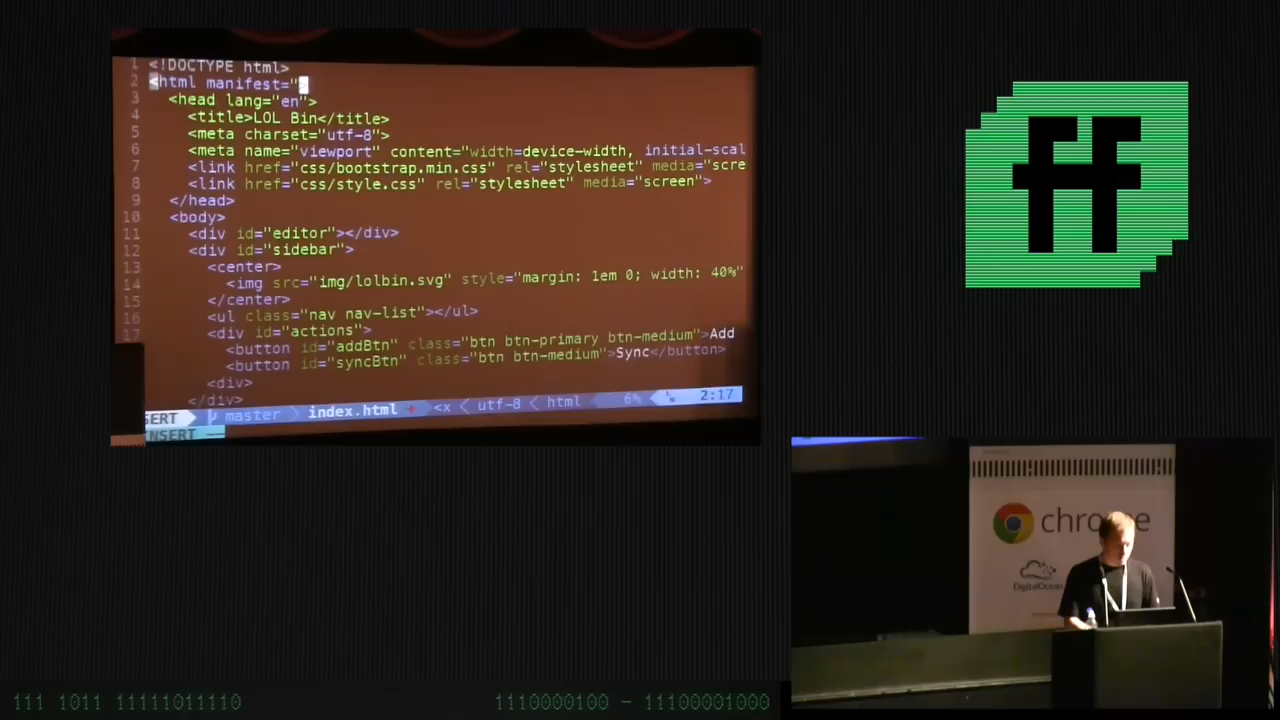 1 <!DOCTYPE html>
2 <html manifest=">
3 <head lang="en">
4 <title>LOL Bin</title>
5 <meta charset="utf-8">
6 <meta name="viewport" content="width=device-width, initial-scal
7 <link href="css/bootstrap.min.css" rel="stylesheet" media="scre
8 <link href="css/style.css" rel="stylesheet" media="screen">
9 </head>
10 <body>
11 <div id="editor"></div>
12 <div id="sidebar">
13 <center>
14 <img src="img/lolbin.svg" style="margin: 1em 0; width: 40%"
15 </center>
16 <ul class="nav nav-list"></ul>
17 <div id="actions">
<button id="addBtn" class="btn btn-primary btn-medium">Add
<button id="syncBtn" class="btn btn-medium">Sync</button>
<div>
</div>
SERT master index.html + <x < utf-8 < html 6% LN 2:17
INSERT --
ff
chrome
DigitalOcean
111 1011 11111011110
1110000100 - 11100001000